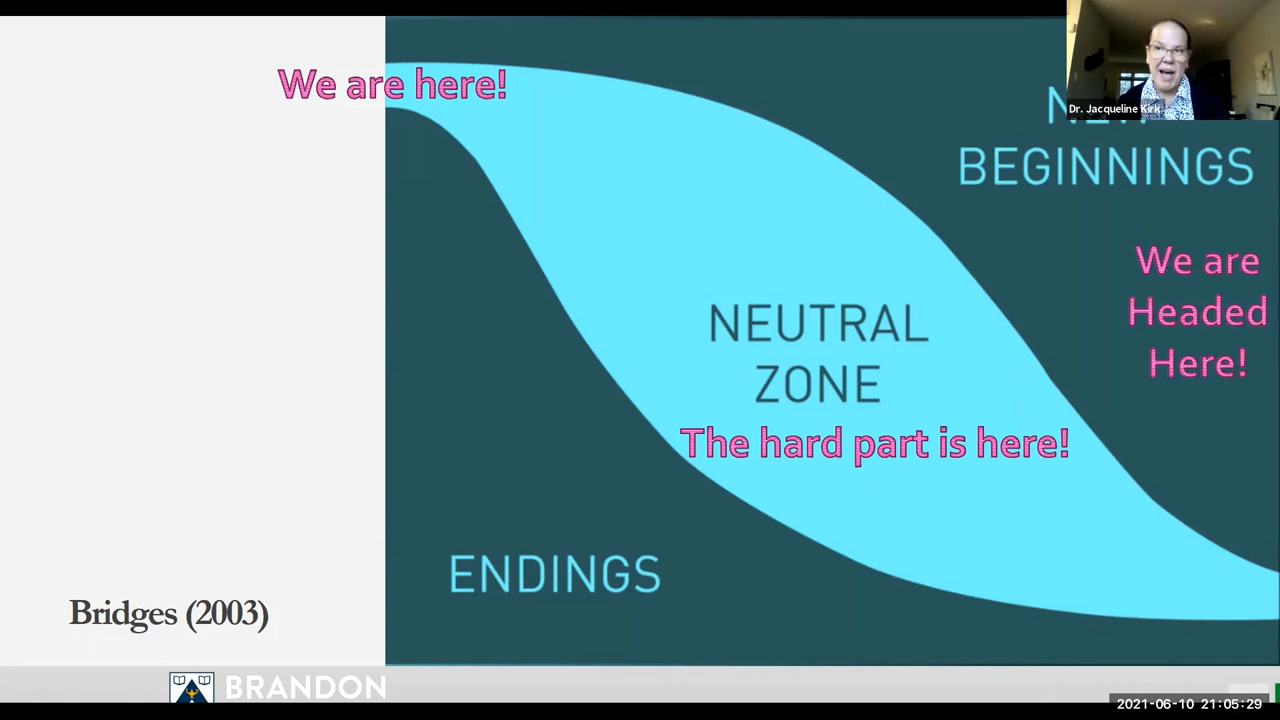 We are here!
Dr. Jacqueline Kirk
BEGINNINGS
We are
Headed
Here!
NEUTRAL
ZONE
The hard part is here!
ENDINGS
Bridges (2003)
BRANDON
2021-06-10 21:05:29